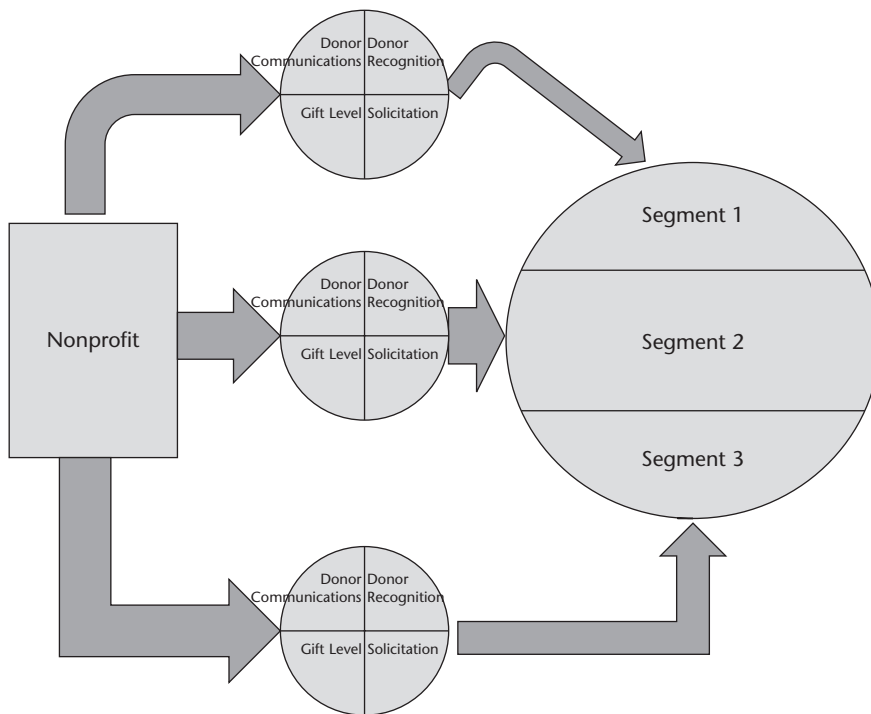 Donor Donor
Communications Recognition
Gift Level Solicitation
Segment 1
Nonprofit
Donor Donor
Communications Recognition
Gift Level Solicitation
Segment 2
Segment 3
Donor Donor
Communications Recognition
Gift Level Solicitation